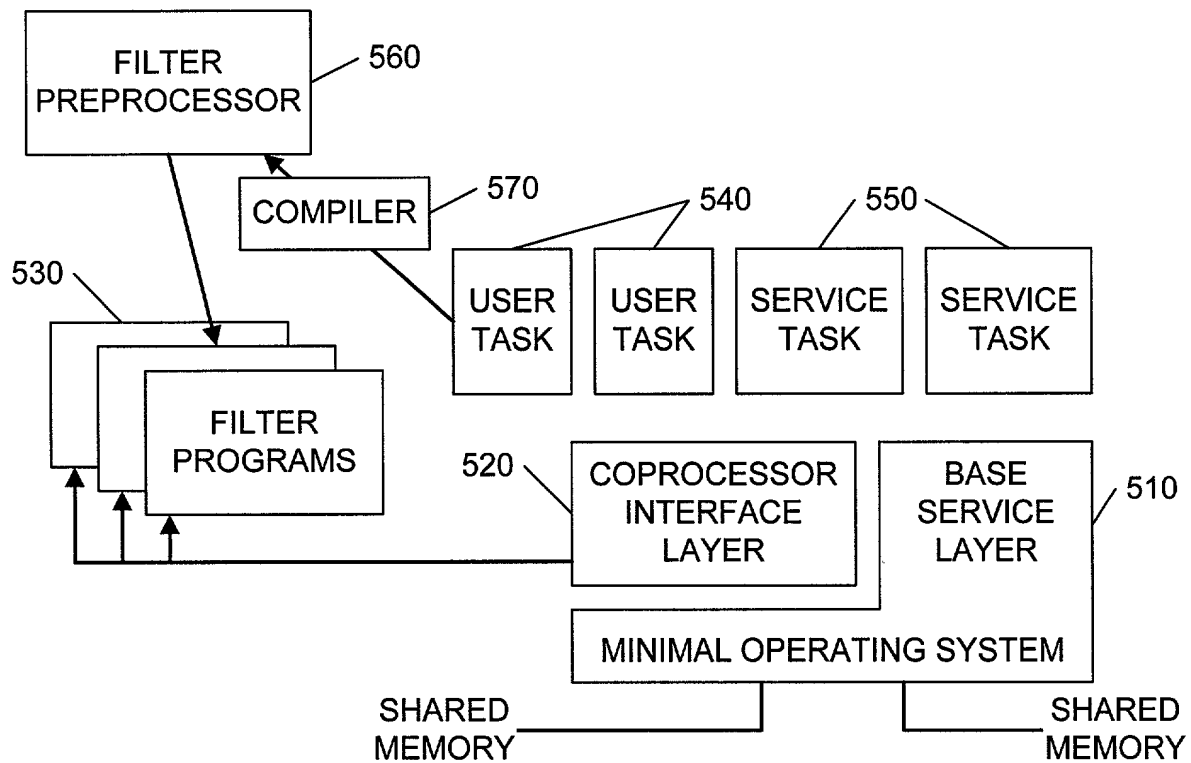 FILTER
PREPROCESSOR
560
COMPILER
570
540
550
530
USER
TASK
USER
TASK
SERVICE
TASK
SERVICE
TASK
FILTER
PROGRAMS
520
COPROCESSOR
INTERFACE
LAYER
BASE
SERVICE
LAYER
510
MINIMAL OPERATING SYSTEM
SHARED
MEMORY
SHARED
MEMORY